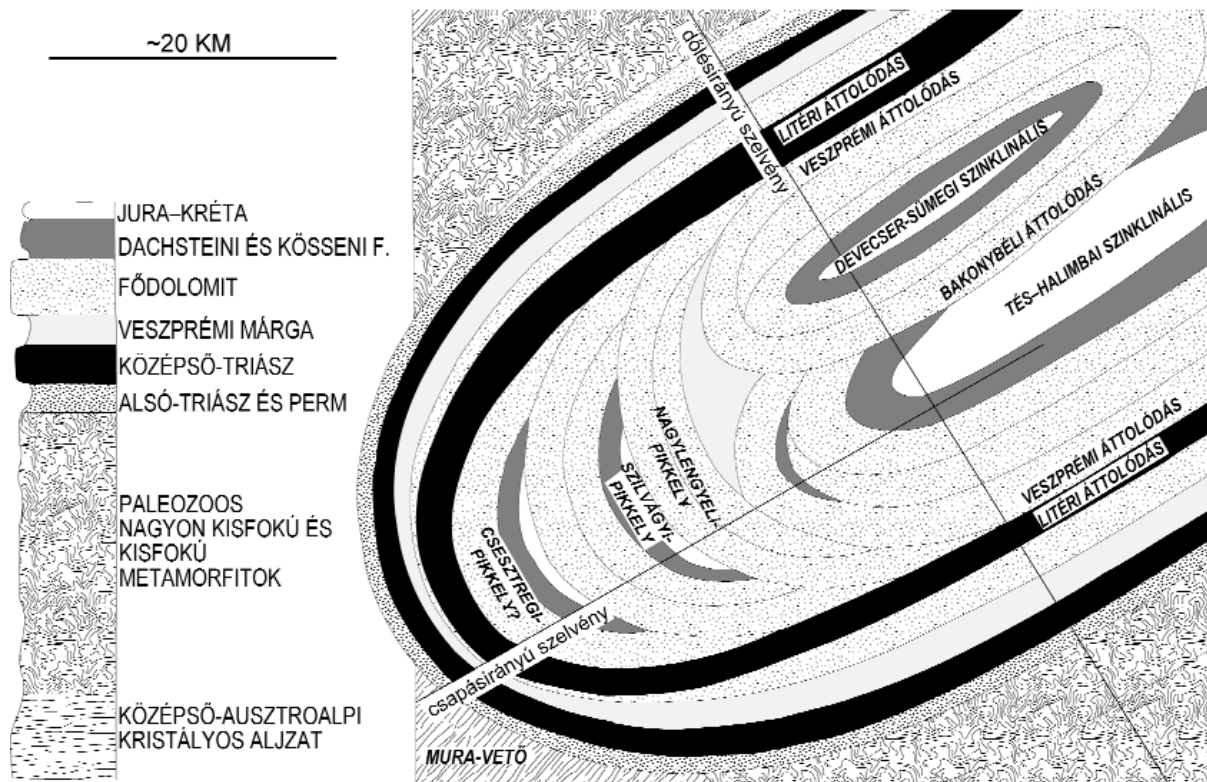 ~20 KM
JURA–KRÉTA
DACHSTEINI ÉS KÖSSENI F.
FŐDOLOMIT
VESZPRÉMI MÁRGA
KÖZÉPSŐ-TRIÁSZ
ALSÓ-TRIÁSZ ÉS PERM
PALEOZOOS
NAGYON KISFOKÚ ÉS
KISFOKÚ
METAMORFITOK
KÖZÉPSŐ-AUSZTROALPI
KRISTÁLYOS ALJZAT
dőlésirányú szelvény
LITÉRI ÁTTOLÓDÁS
VESZPRÉMI ÁTTOLÓDÁS
DEVECSER-SÜMEGI SZINKLINÁLIS
BAKONYBÉLI ÁTTOLÓDÁS
TÉS–HALIMBAI SZINKLINÁLIS
NAGYLENGYELI-
PIKKELY
SZILVÁGYI-
PIKKELY
CSESZTREGI-
PIKKELY?
VESZPRÉMI ÁTTOLÓDÁS
LITÉRI ÁTTOLÓDÁS
csapásirányú szelvény
MURA-VETŐ